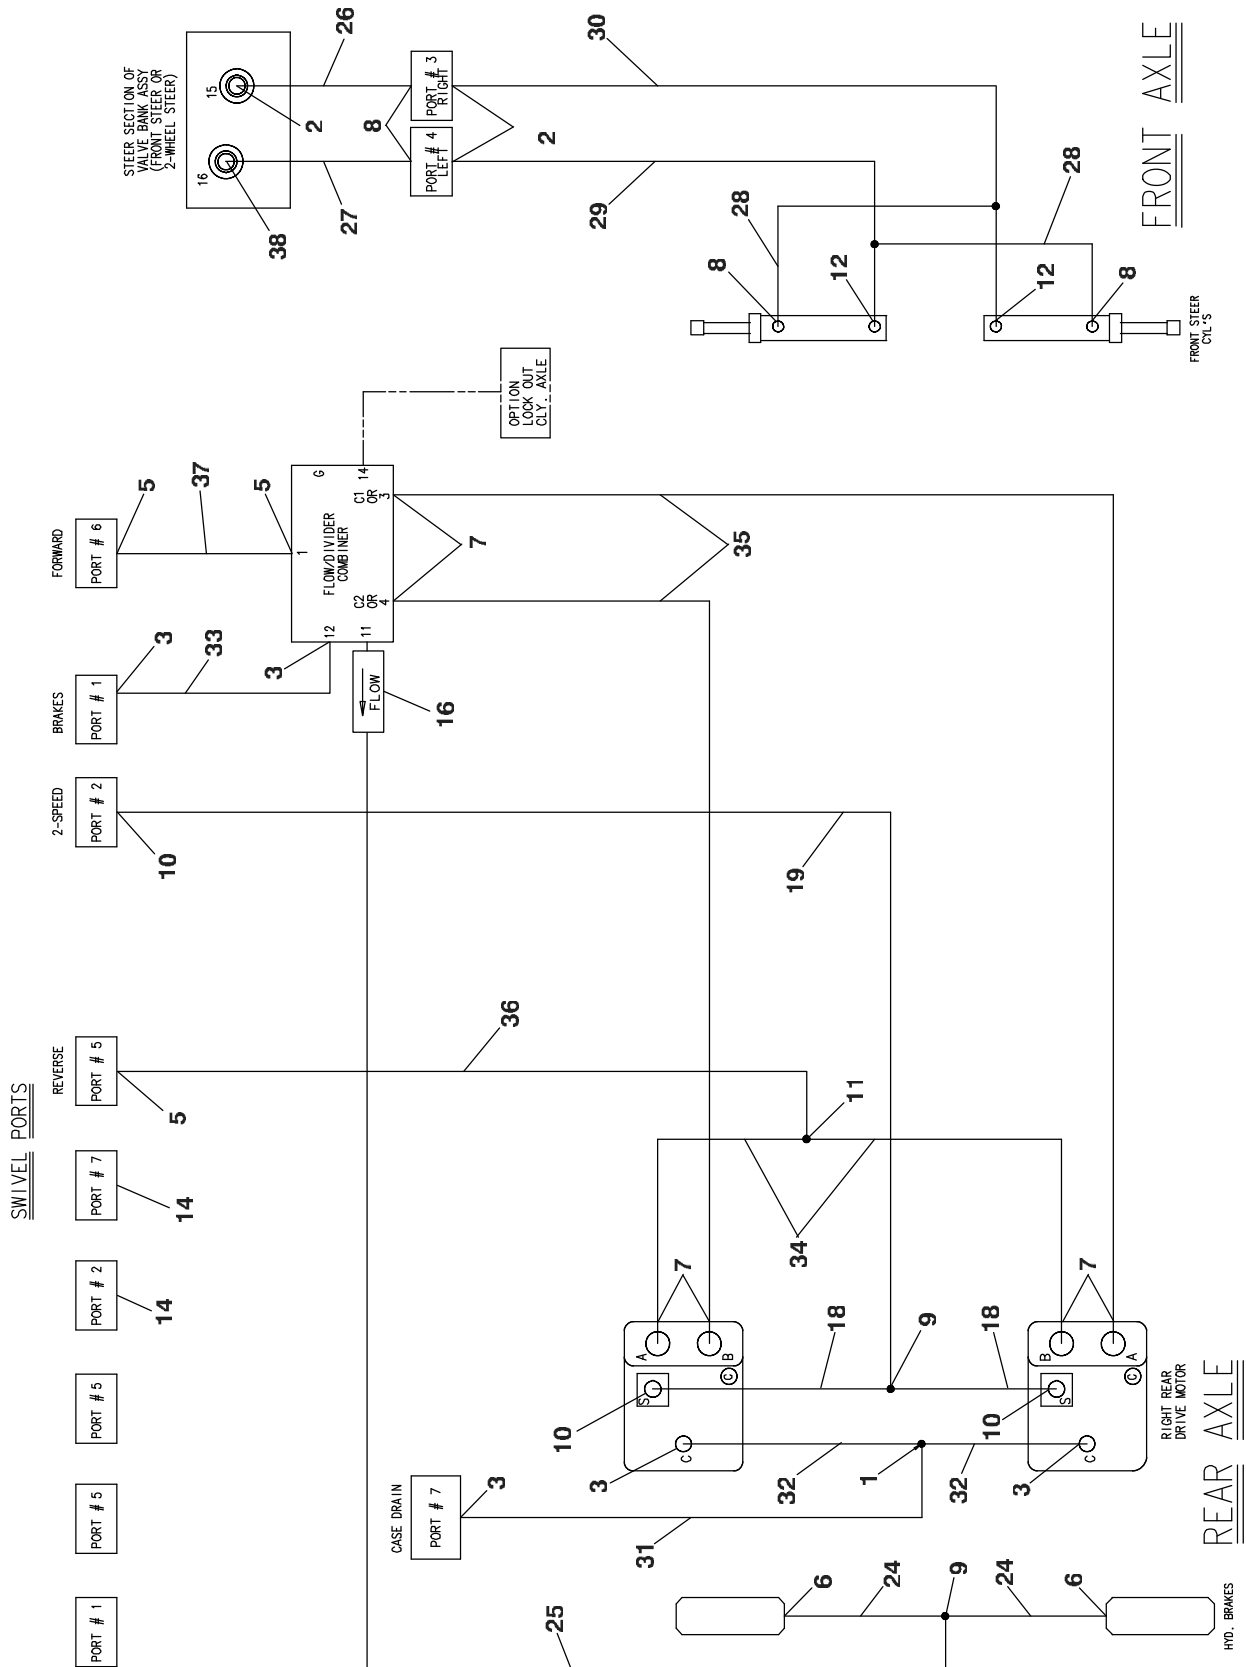 STEER SECTION OF
VALVE BANK ASSY
(FRONT STEER OR
2-WHEEL STEER)
15
16
26
2
38
27
8
PORT # 3
RIGHT
PORT # 4
LEFT
2
30
29
28
28
8
12
12
8
FRONT STEER
CYL'S
FRONT AXLE
OPTION
LOCK OUT
CLY. AXLE
FORWARD
PORT # 6
5
37
5
1
G
14
FLOW/DIVIDER
COMBINER
C1
OR
3
C2
OR
4
12
11
7
35
BRAKES
PORT # 1
3
33
3
FLOW
16
2-SPEED
PORT # 2
10
19
SWIVEL PORTS
REVERSE
PORT # 5
5
36
11
34
PORT # 7
14
PORT # 2
14
PORT # 5
PORT # 5
PORT # 1
CASE DRAIN
PORT # 7
3
31
A
B
C
S
C
7
10
3
18
9
18
32
1
32
B
A
C
S
C
7
10
3
RIGHT REAR
DRIVE MOTOR
REAR AXLE
25
6
24
9
24
6
HYD. BRAKES